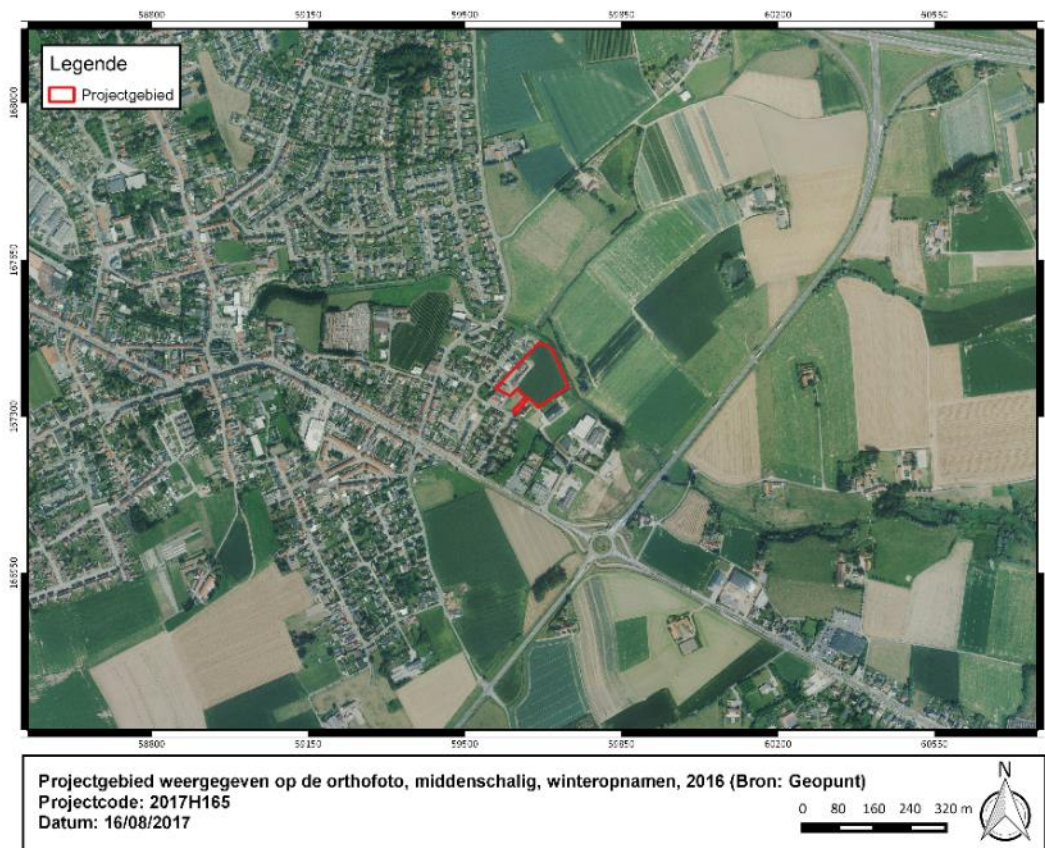 58800 59150 59500 59850 60200 60550
Legende
Projectgebied
168000
167650
167300
166950
58800 59150 59500 59850 60200 60550
Projectgebied weergegeven op de orthofoto, middenschalig, winteropnamen, 2016 (Bron: Geopunt)
Projectcode: 2017H165
Datum: 16/08/2017
0 80 160 240 320 m
N